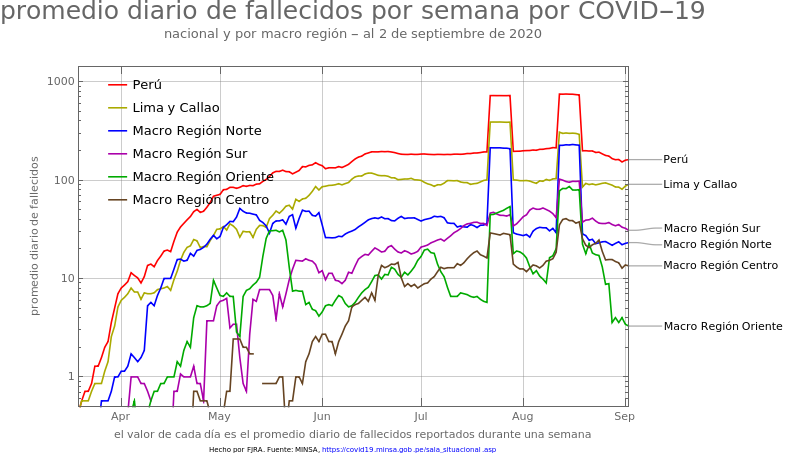 promedio diario de fallecidos por semana por COVID−19
nacional y por macro región − al 2 de septiembre de 2020
promedio diario de fallecidos
1000
100
10
1
Perú
Lima y Callao
Macro Región Norte
Macro Región Sur
Macro Región Oriente
Macro Región Centro
Perú
Lima y Callao
Macro Región Sur
Macro Región Norte
Macro Región Centro
Macro Región Oriente
Apr May Jun Jul Aug Sep
el valor de cada día es el promedio diario de fallecidos reportados durante una semana
Hecho por FJRA. Fuente: MINSA, https://covid19.minsa.gob.pe/sala_situacional .asp